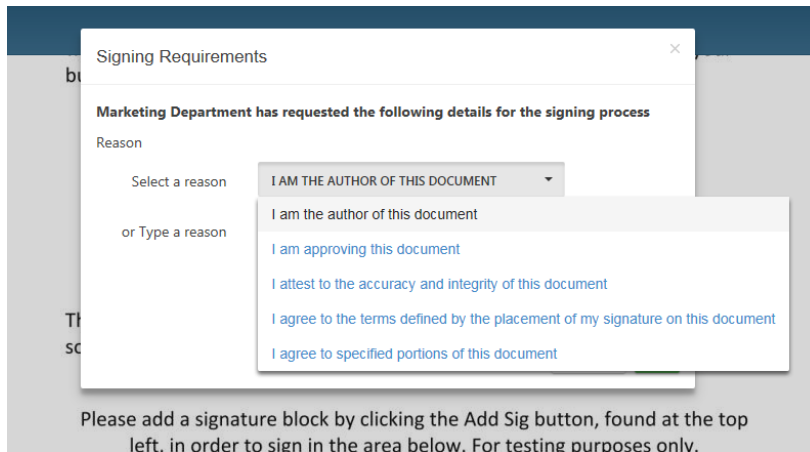 bu
Signing Requirements
×
Marketing Department has requested the following details for the signing process
Reason
Select a reason
I AM THE AUTHOR OF THIS DOCUMENT
or Type a reason
I am the author of this document
I am approving this document
I attest to the accuracy and integrity of this document
I agree to the terms defined by the placement of my signature on this document
I agree to specified portions of this document
Th
sc
Please add a signature block by clicking the Add Sig button, found at the top
left, in order to sign in the area below. For testing purposes only.